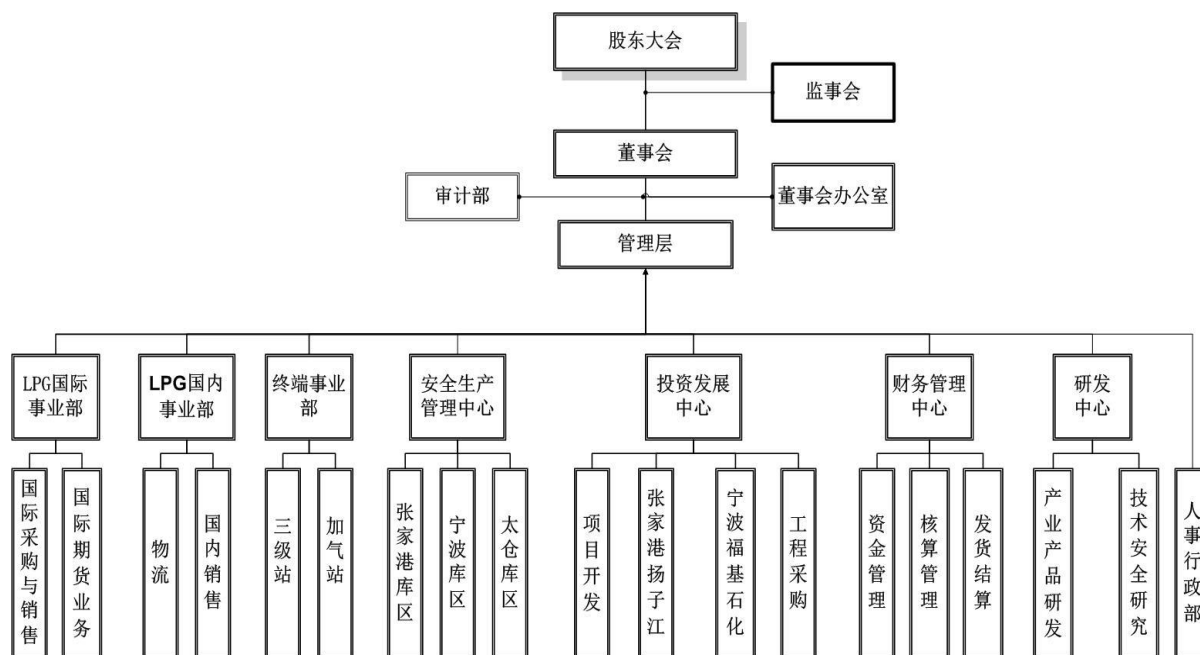 股东大会
监事会
董事会
审计部
董事会办公室
管理层
LPG国际
事业部
LPG国内
事业部
终端事业
部
安全生产
管理中心
投资发展
中心
财务管理
中心
研发
中心
国际采购与销售
国际期货业务
物流
国内销售
三级站
加气站
张家港库区
宁波库区
太仓库区
项目开发
张家港扬子江
宁波福基石化
工程采购
资金管理
核算管理
发货结算
产业产品研发
技术安全研究
人事行政部